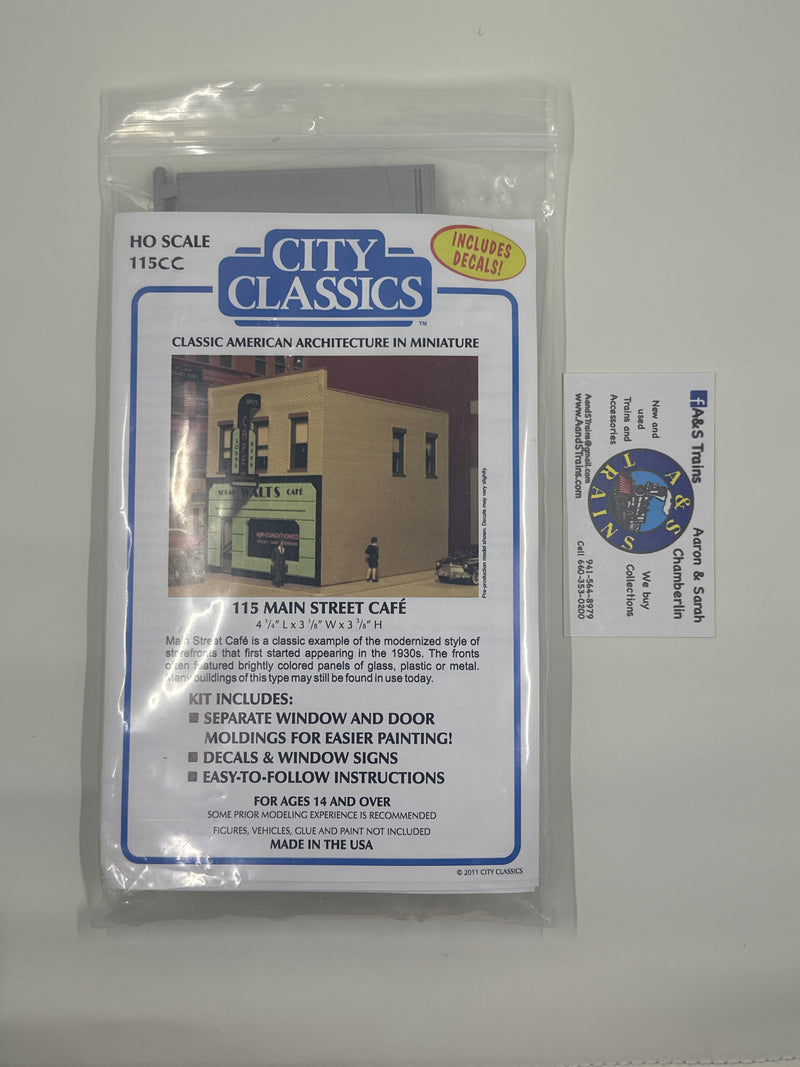 HO SCALE
115CC
CITY
CLASSICS
™
INCLUDES
DECALS!
CLASSIC AMERICAN ARCHITECTURE IN MINIATURE
CAFE
WALTS CAFÉ
AIR-CONDITIONED
Pre-production model shown. Decals may vary slightly.
115 MAIN STREET CAFÉ
4 1/4" L x 3 1/8" W x 3 3/8" H
Main Street Café is a classic example of the modernized style of
storefronts that first started appearing in the 1930s. The fronts
often featured brightly colored panels of glass, plastic or metal.
Many buildings of this type may still be found in use today.
KIT INCLUDES:
SEPARATE WINDOW AND DOOR
MOLDINGS FOR EASIER PAINTING!
DECALS & WINDOW SIGNS
EASY-TO-FOLLOW INSTRUCTIONS
FOR AGES 14 AND OVER
SOME PRIOR MODELING EXPERIENCE IS RECOMMENDED
FIGURES, VEHICLES, GLUE AND PAINT NOT INCLUDED
MADE IN THE USA
© 2011 CITY CLASSICS
f A&S Trains
Aaron & Sarah
Chamberlin
New and
used
Trains and
Accessories
A & S
TRAINS
We buy
Collections
AandSTrains@gmail.com
www.AandSTrains.com
941-564-8979
Cell 660-353-0200